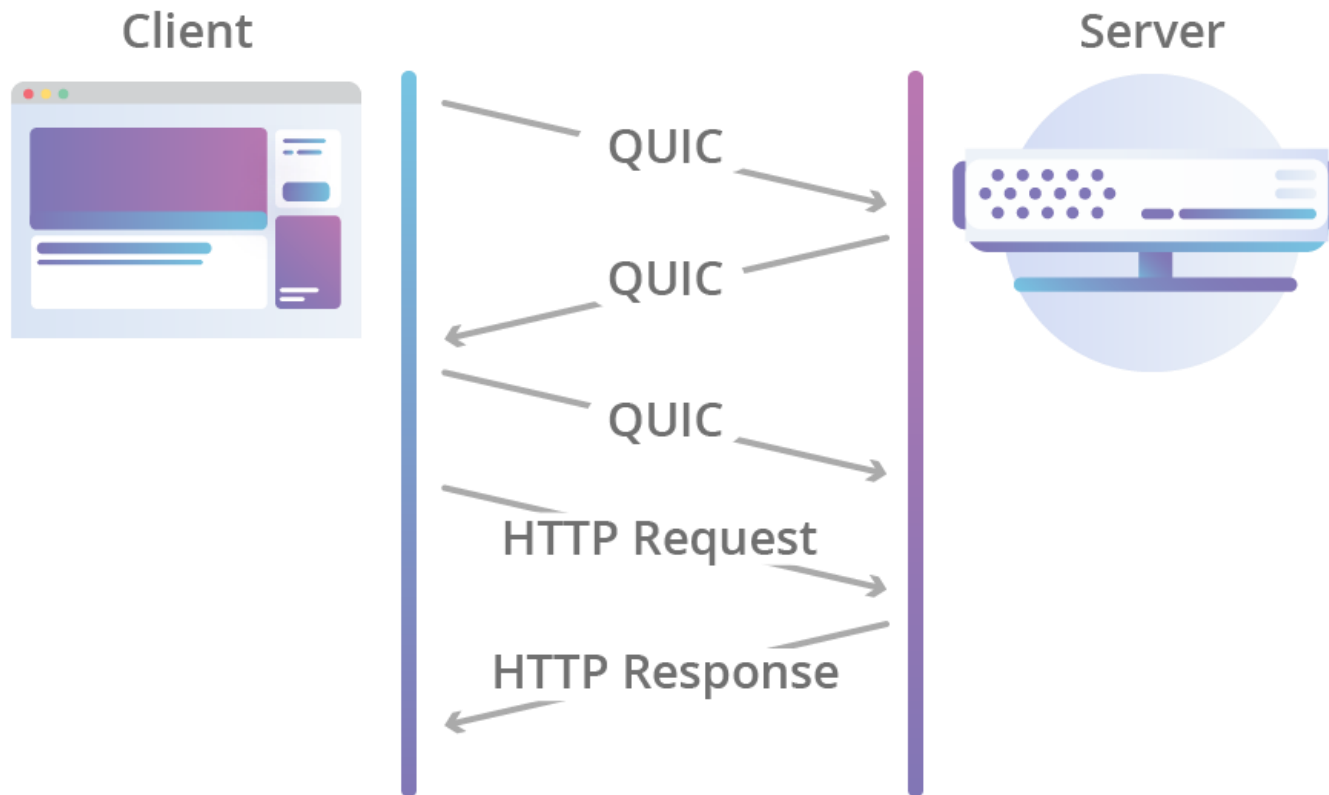 Client
Server
QUIC
QUIC
QUIC
HTTP Request
HTTP Response